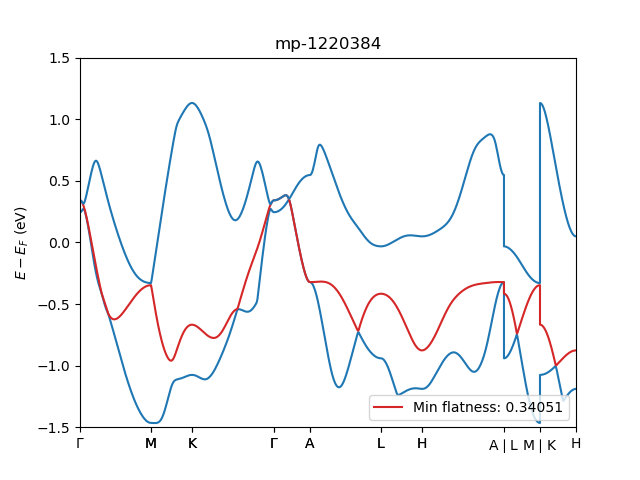 mp-1220384
1.5
1.0
0.5
0.0
−0.5
−1.0
−1.5
E − E_F (eV)
Min flatness: 0.34051
Γ M K Γ A L H A | L M | K H